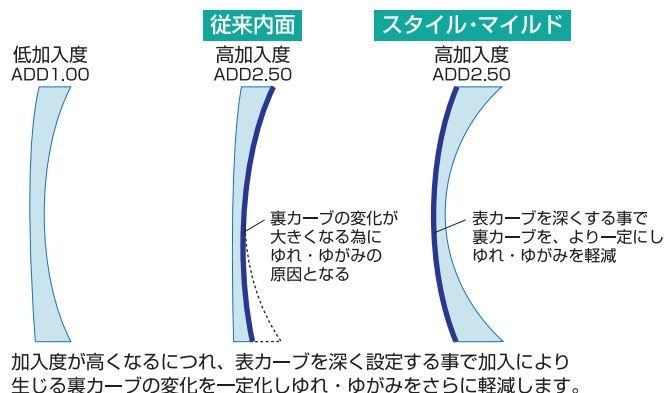 従来内面
スタイル・マイルド
低加入度
ADD1.00
高加入度
ADD2.50
高加入度
ADD2.50
裏カーブの変化が
大きくなる為に
ゆれ・ゆがみの
原因となる
表カーブを深くする事で
裏カーブを、より一定にし
ゆれ・ゆがみを軽減
加入度が高くなるにつれ、表カーブを深く設定する事で加入により
生じる裏カーブの変化を一定化しゆれ・ゆがみをさらに軽減します。